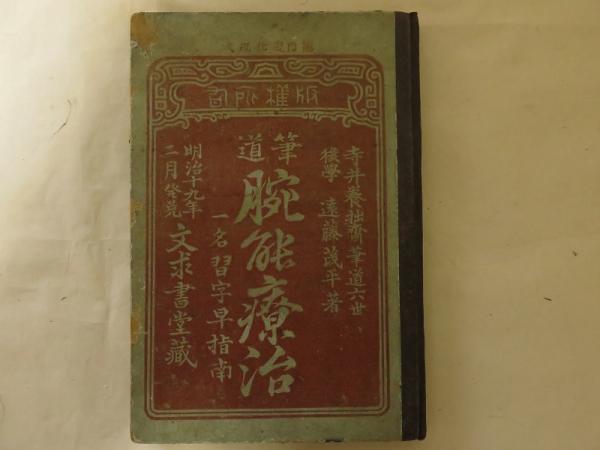 版權所有
寺井養拙齋筆道六世
後學 遠藤茂平著
筆道
腕能療治
一名習字早指南
明治十九年
二月發兌
文求書堂藏